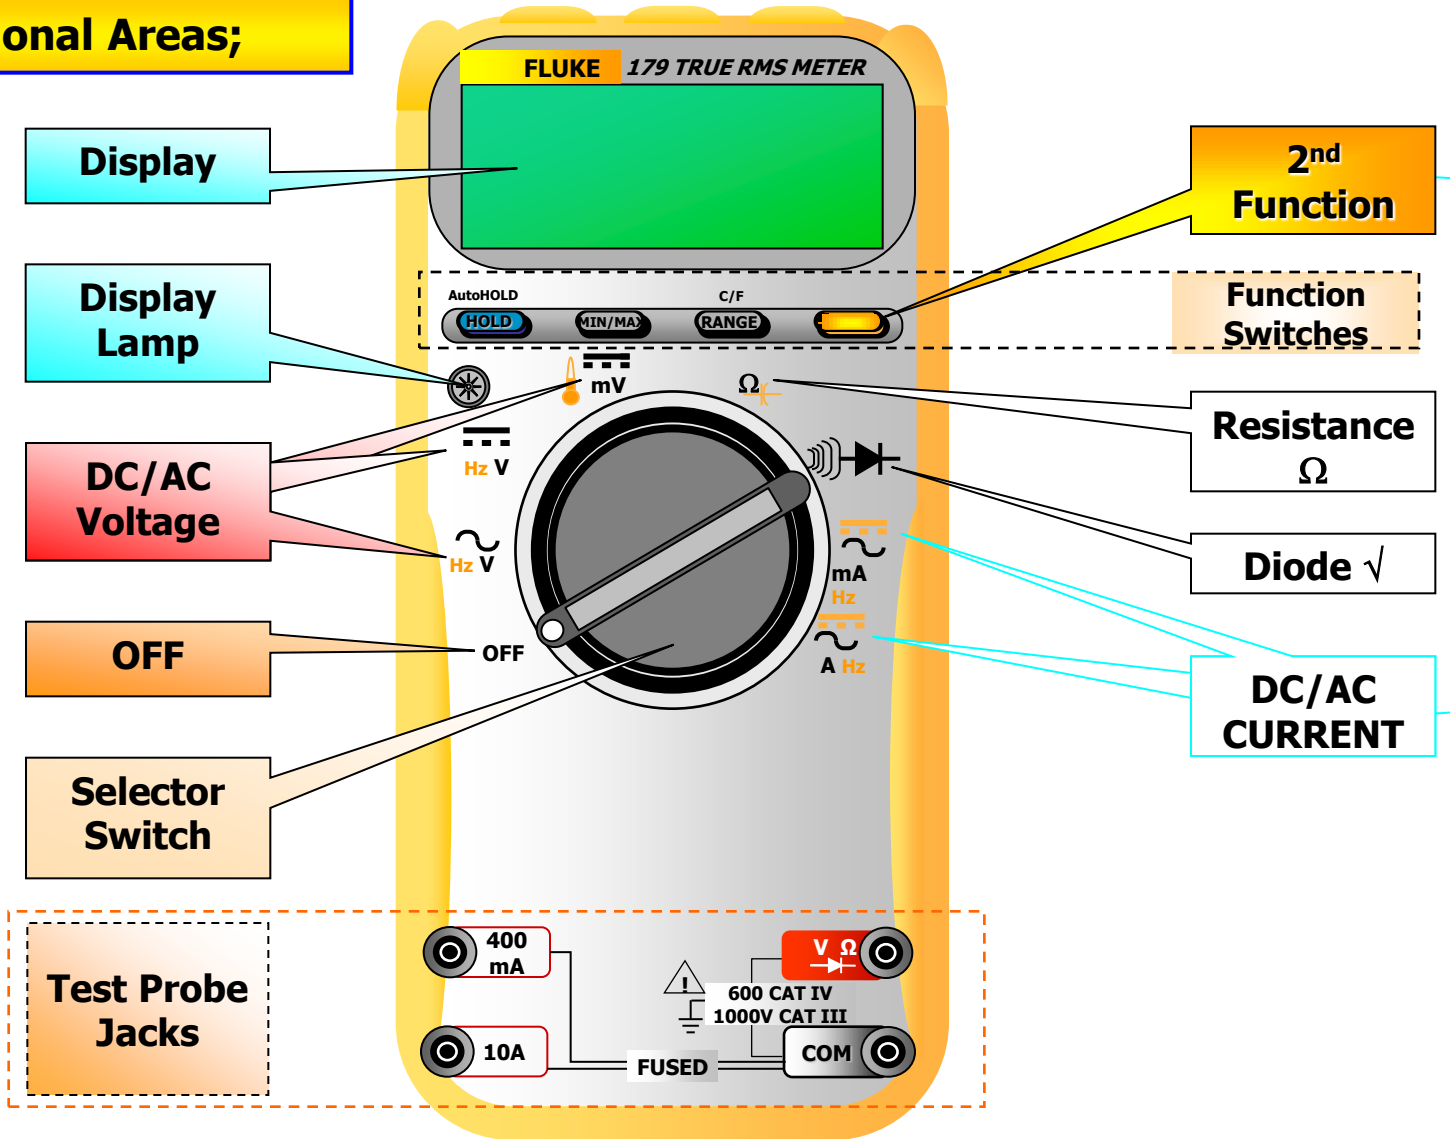 onal Areas;
FLUKE 179 TRUE RMS METER
Display
2nd
Function
Display
Lamp
AutoHOLD C/F
HOLD MIN/MAX RANGE
Function
Switches
mV
Ω
Hz V
DC/AC
Voltage
Resistance
Ω
Hz V
mA
Hz
Diode √
OFF
OFF
A Hz
DC/AC
CURRENT
Selector
Switch
Test Probe
Jacks
400
mA
V Ω
!
600 CAT IV
1000V CAT III
10A
FUSED
COM